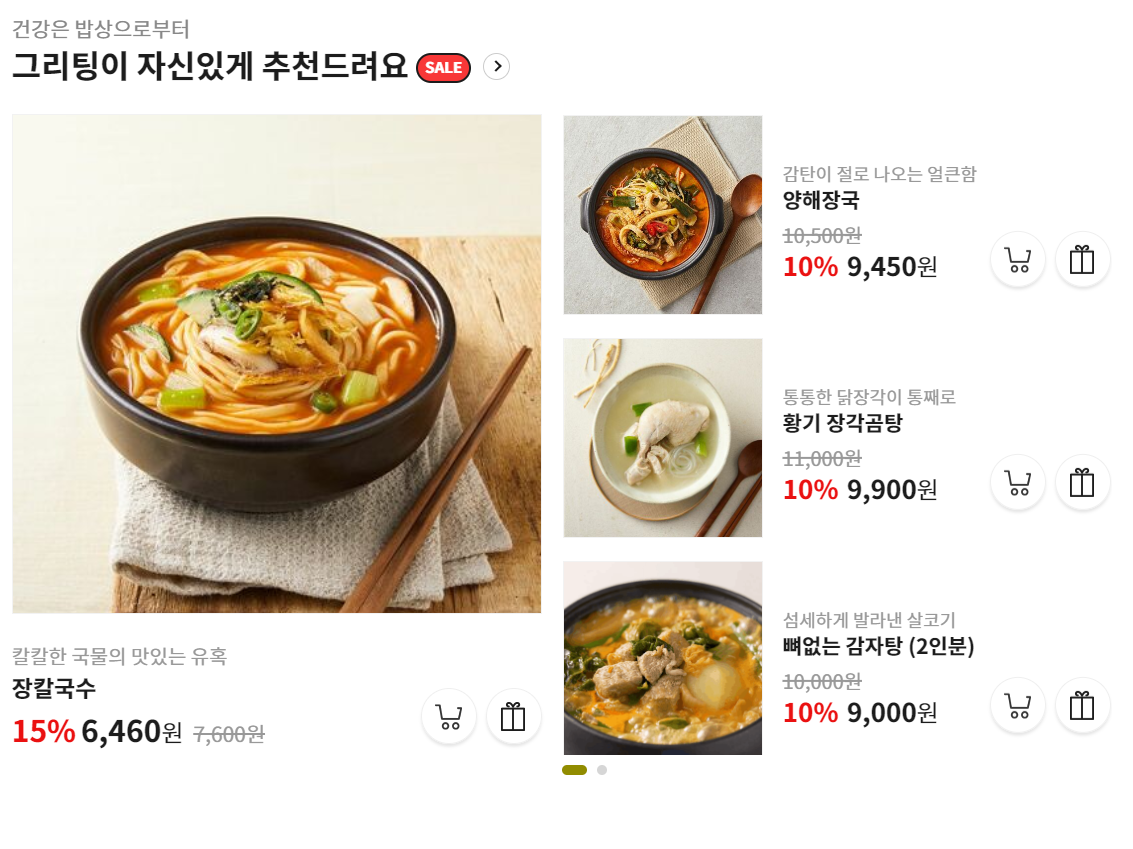 건강은 밥상으로부터
그리팅이 자신있게 추천드려요 SALE
칼칼한 국물의 맛있는 유혹
장칼국수
15% 6,460원 7,600원
감탄이 절로 나오는 얼큰함
양해장국
10,500원
10% 9,450원
통통한 닭장각이 통째로
황기 장각곰탕
11,000원
10% 9,900원
섬세하게 발라낸 살코기
뼈없는 감자탕 (2인분)
10,000원
10% 9,000원